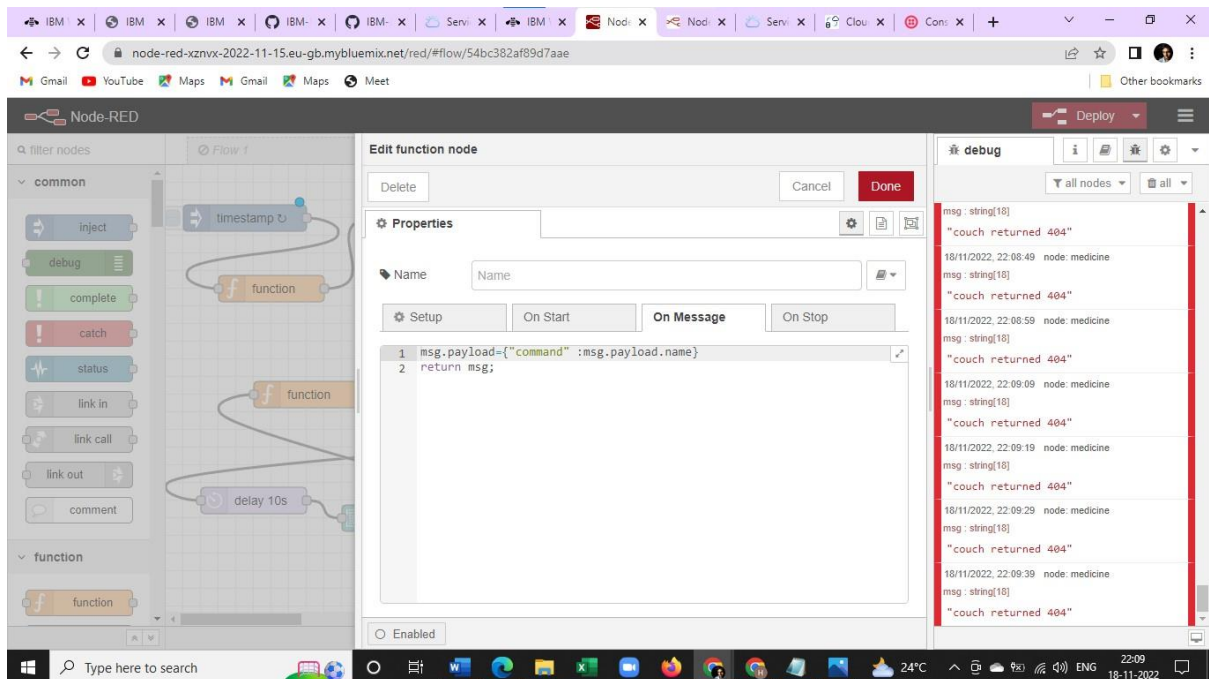 IBM W
IBM
IBM
IBM-
IBM-
Servi
IBM W
Node
Node
Servi
Clou
Cons
node-red-xznvx-2022-11-15.eu-gb.mybluemix.net/red/#flow/54bc382af89d7aae
Gmail YouTube Maps Gmail Maps Meet Other bookmarks
Node-RED Deploy
filter nodes
Flow 1
common
inject
debug
complete
catch
status
link in
link call
link out
comment
function
function
timestamp
function
function
delay 10s
Edit function node
Delete Cancel Done
Properties
Name Name
Setup On Start On Message On Stop
1 msg.payload={"command" :msg.payload.name}
2 return msg;
Enabled
debug i
all nodes all
msg : string[18]
"couch returned 404"
18/11/2022, 22:08:49 node: medicine
msg : string[18]
"couch returned 404"
18/11/2022, 22:08:59 node: medicine
msg : string[18]
"couch returned 404"
18/11/2022, 22:09:09 node: medicine
msg : string[18]
"couch returned 404"
18/11/2022, 22:09:19 node: medicine
msg : string[18]
"couch returned 404"
18/11/2022, 22:09:29 node: medicine
msg : string[18]
"couch returned 404"
18/11/2022, 22:09:39 node: medicine
msg : string[18]
"couch returned 404"
Type here to search
24°C ENG 22:09
18-11-2022